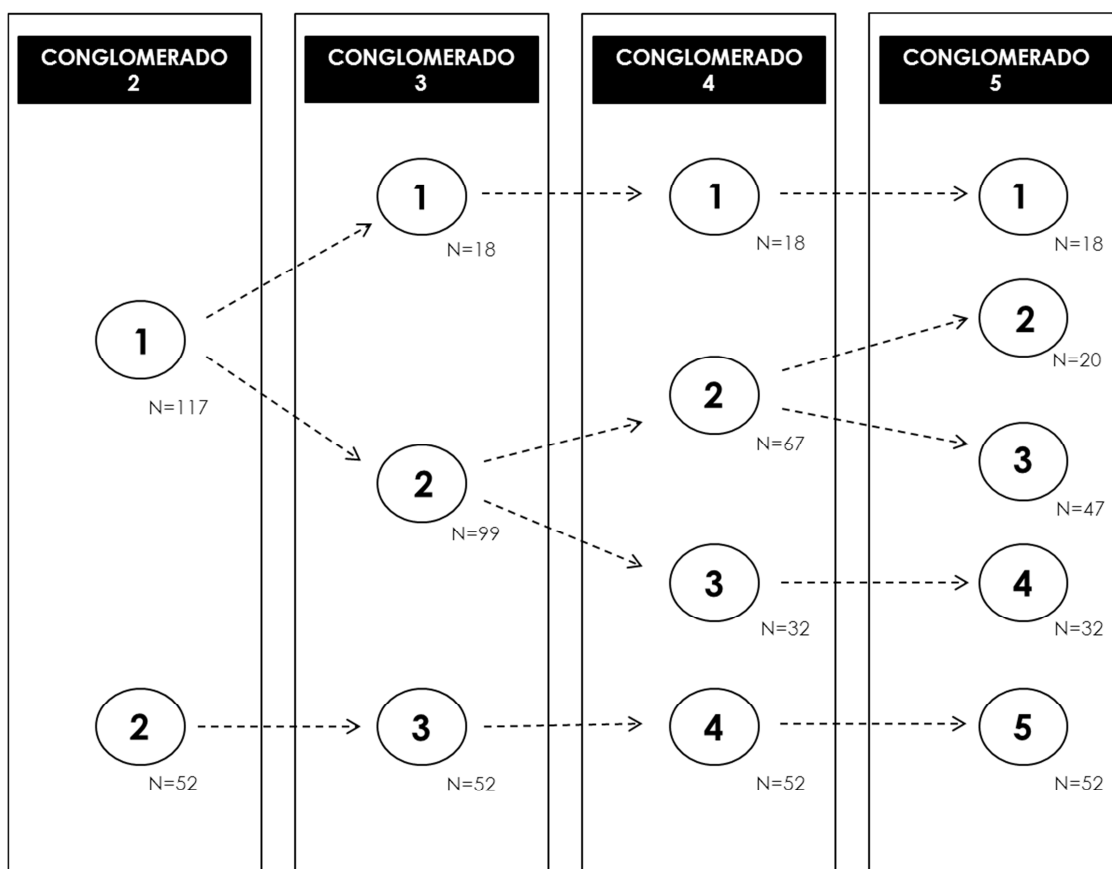 CONGLOMERADO
2
1
N=117
2
N=52
CONGLOMERADO
3
1
N=18
2
N=99
3
N=52
CONGLOMERADO
4
1
N=18
2
N=67
3
N=32
4
N=52
CONGLOMERADO
5
1
N=18
2
N=20
3
N=47
4
N=32
5
N=52